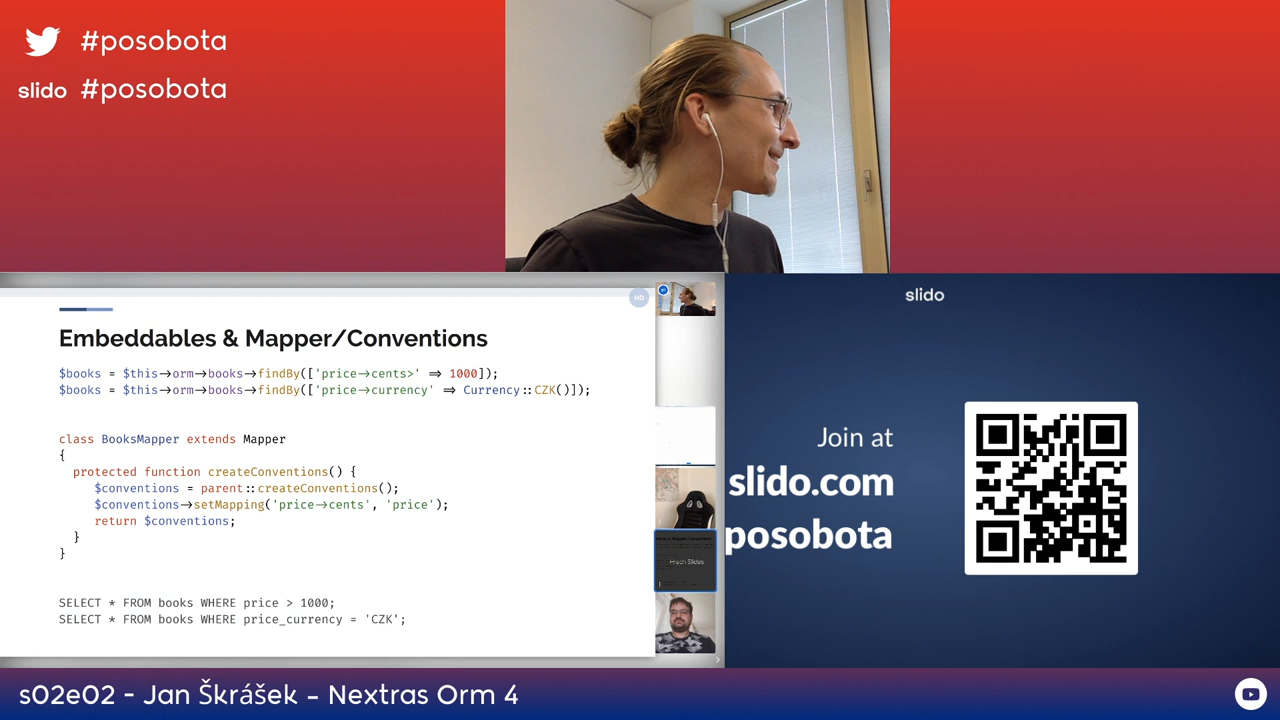 #posobota
slido #posobota
HD
Embeddables & Mapper/Conventions
$books = $this→orm→books→findBy(['price→cents>' ⇒ 1000]);
$books = $this→orm→books→findBy(['price→currency' ⇒ Currency::CZK()]);
class BooksMapper extends Mapper
{
protected function createConventions() {
$conventions = parent::createConventions();
$conventions→setMapping('price→cents', 'price');
return $conventions;
}
}
SELECT * FROM books WHERE price > 1000;
SELECT * FROM books WHERE price_currency = 'CZK';
Hrach Slides
slido
Join at
slido.com
posobota
s02e02 - Jan Škrášek – Nextras Orm 4